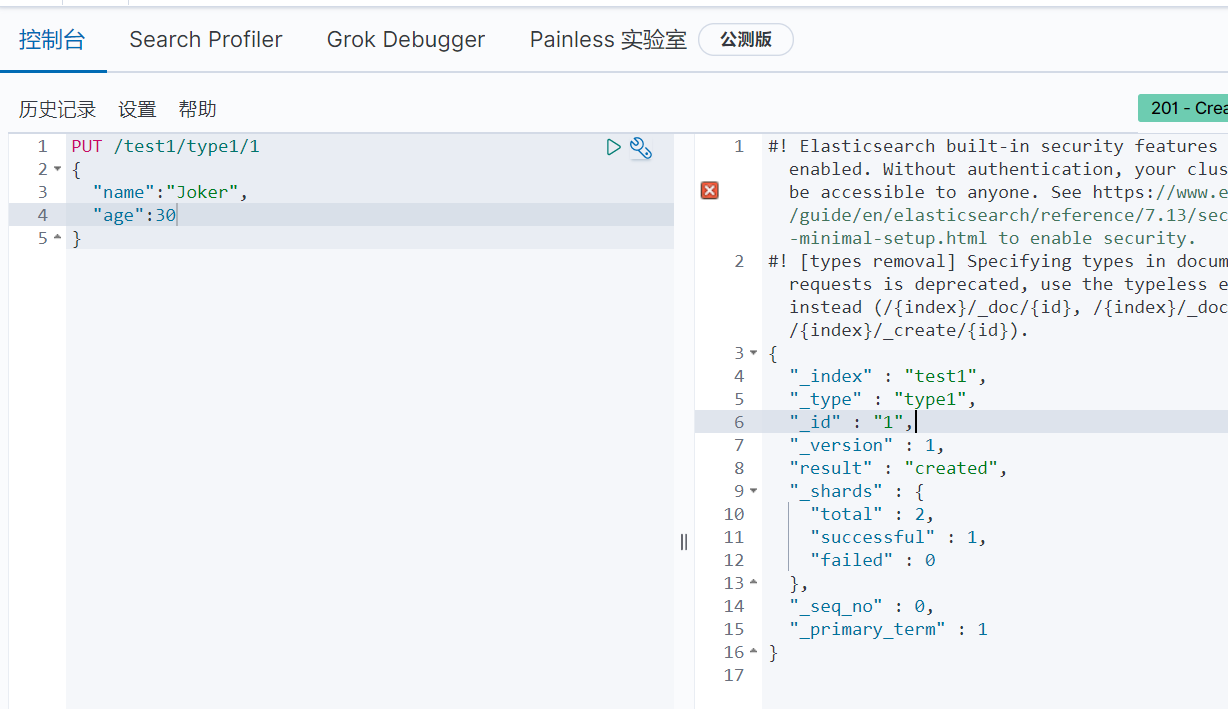 控制台 Search Profiler Grok Debugger Painless 实验室 公测版
历史记录 设置 帮助
201 - Crea
1 PUT /test1/type1/1
2 {
3 "name":"Joker",
4 "age":30
5 }
1 #! Elasticsearch built-in security features
enabled. Without authentication, your clus
be accessible to anyone. See https://www.e
/guide/en/elasticsearch/reference/7.13/sec
-minimal-setup.html to enable security.
2 #! [types removal] Specifying types in docum
requests is deprecated, use the typeless e
instead (/{index}/_doc/{id}, /{index}/_doc
/{index}/_create/{id}).
3 {
4 "_index" : "test1",
5 "_type" : "type1",
6 "_id" : "1",
7 "_version" : 1,
8 "result" : "created",
9 "_shards" : {
10 "total" : 2,
11 "successful" : 1,
12 "failed" : 0
13 },
14 "_seq_no" : 0,
15 "_primary_term" : 1
16 }
17